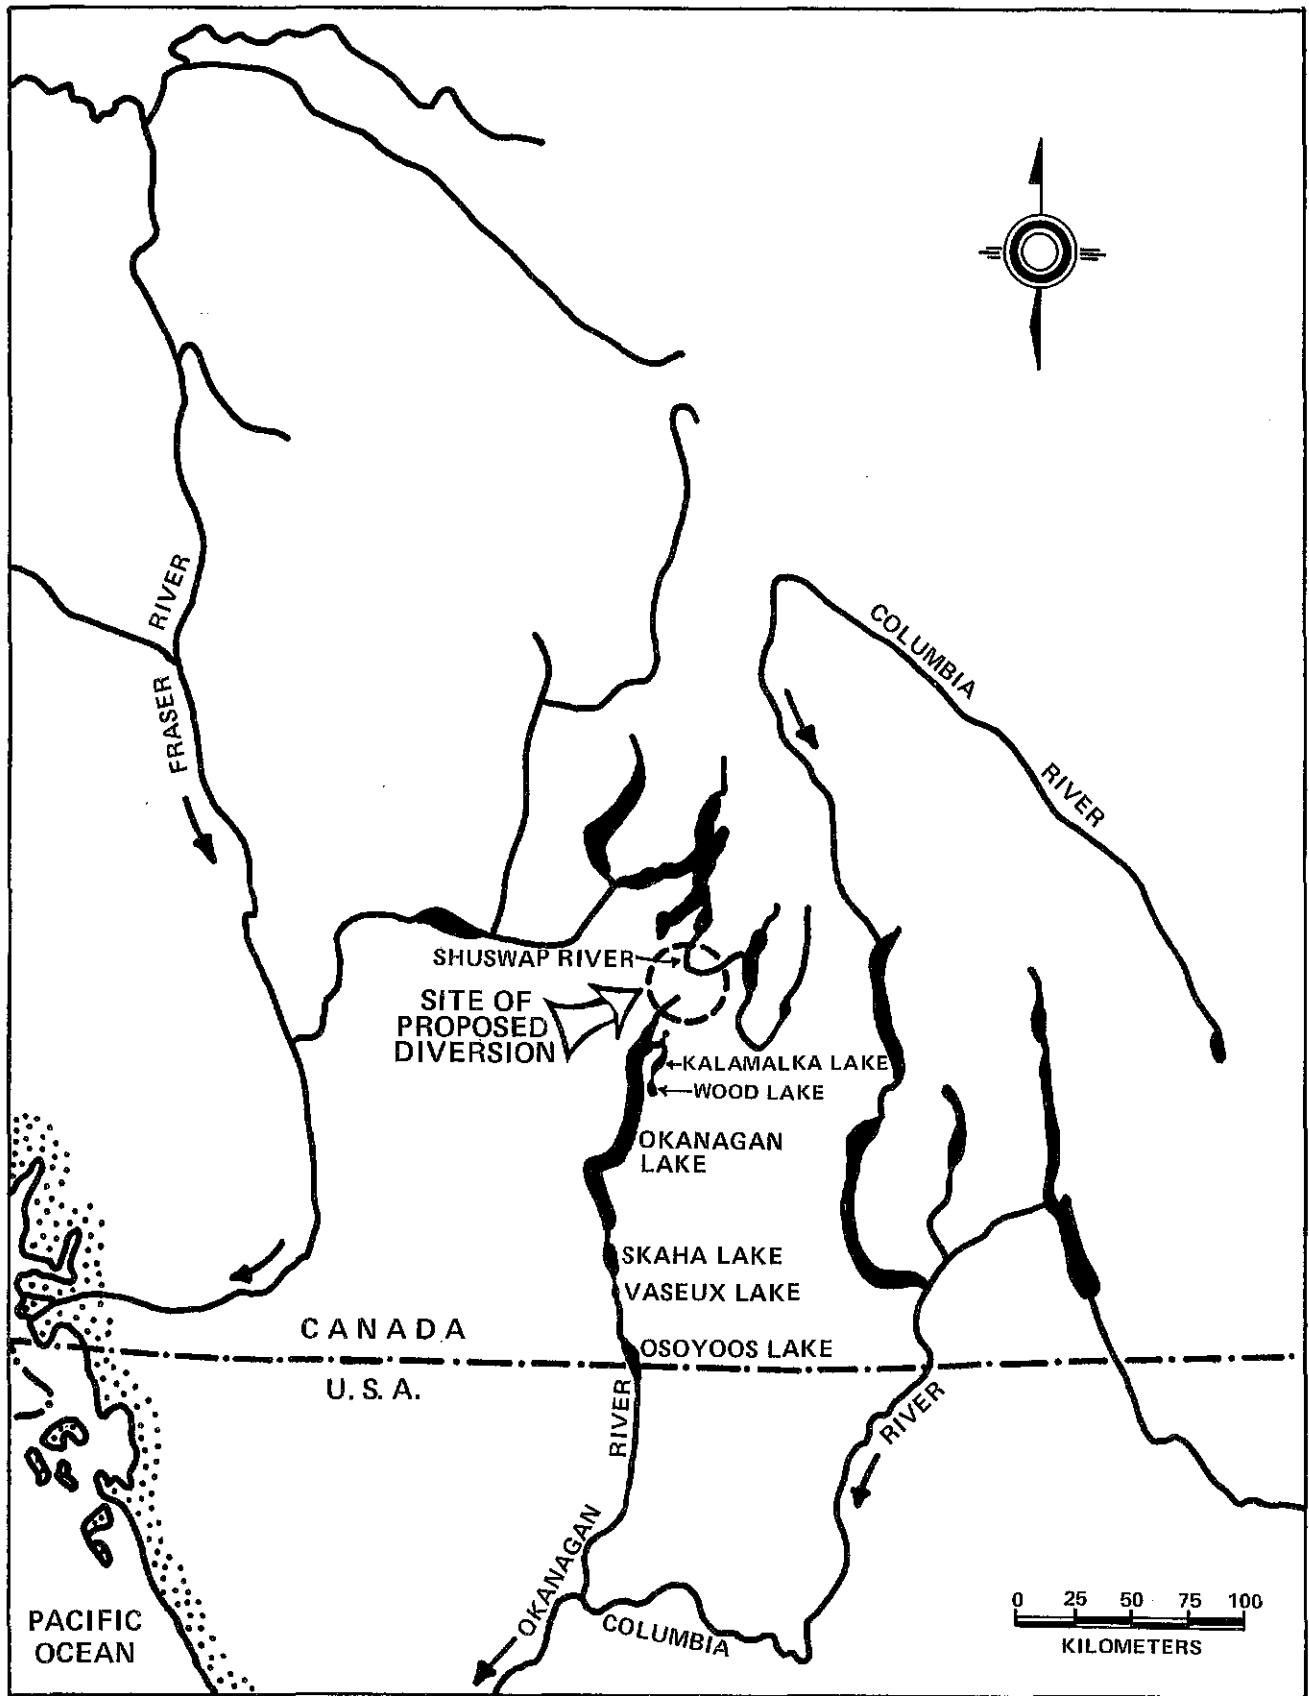 COLUMBIA
RIVER
RIVER
FRASER
SHUSWAP RIVER
SITE OF
PROPOSED
DIVERSION
KALAMALKA LAKE
WOOD LAKE
OKANAGAN
LAKE
SKAHA LAKE
VASEUX LAKE
OSOYOOS LAKE
CANADA
U.S.A.
RIVER
RIVER
OKANAGAN
COLUMBIA
PACIFIC
OCEAN
0 25 50 75 100
KILOMETERS